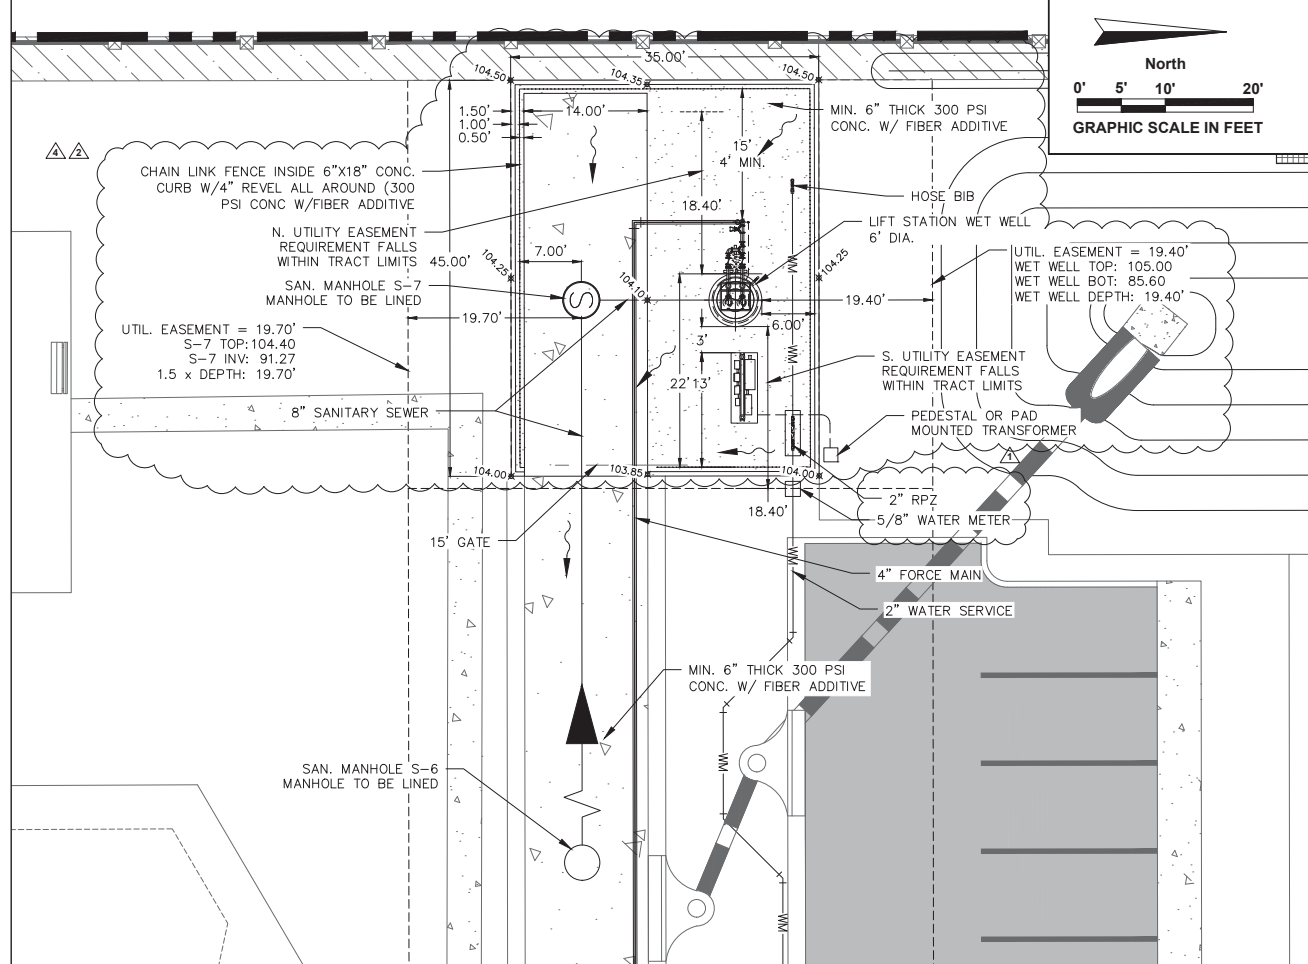 North
0' 5' 10' 20'
GRAPHIC SCALE IN FEET
35.00'
104.50
104.35
104.50
1.50'
1.00'
0.50'
14.00'
MIN. 6" THICK 300 PSI
CONC. W/ FIBER ADDITIVE
15'
4' MIN.
4 2
CHAIN LINK FENCE INSIDE 6"X18" CONC.
CURB W/4" REVEL ALL AROUND (300
PSI CONC W/FIBER ADDITIVE
HOSE BIB
18.40'
LIFT STATION WET WELL
6' DIA.
N. UTILITY EASEMENT
REQUIREMENT FALLS
WITHIN TRACT LIMITS
45.00'
7.00'
104.25
104.10
104.25
WM
UTIL. EASEMENT = 19.40'
WET WELL TOP: 105.00
WET WELL BOT: 85.60
WET WELL DEPTH: 19.40'
SAN. MANHOLE S-7
MANHOLE TO BE LINED
S
19.40'
19.70'
6.00'
UTIL. EASEMENT = 19.70'
S-7 TOP:104.40
S-7 INV: 91.27
1.5 x DEPTH: 19.70'
3'
WM
S. UTILITY EASEMENT
REQUIREMENT FALLS
WITHIN TRACT LIMITS
22'
13'
8" SANITARY SEWER
PEDESTAL OR PAD
MOUNTED TRANSFORMER
1
104.00
103.85
104.00
2" RPZ
18.40'
5/8" WATER METER
15' GATE
WM
4" FORCE MAIN
2" WATER SERVICE
MIN. 6" THICK 300 PSI
CONC. W/ FIBER ADDITIVE
WM
SAN. MANHOLE S-6
MANHOLE TO BE LINED
WM